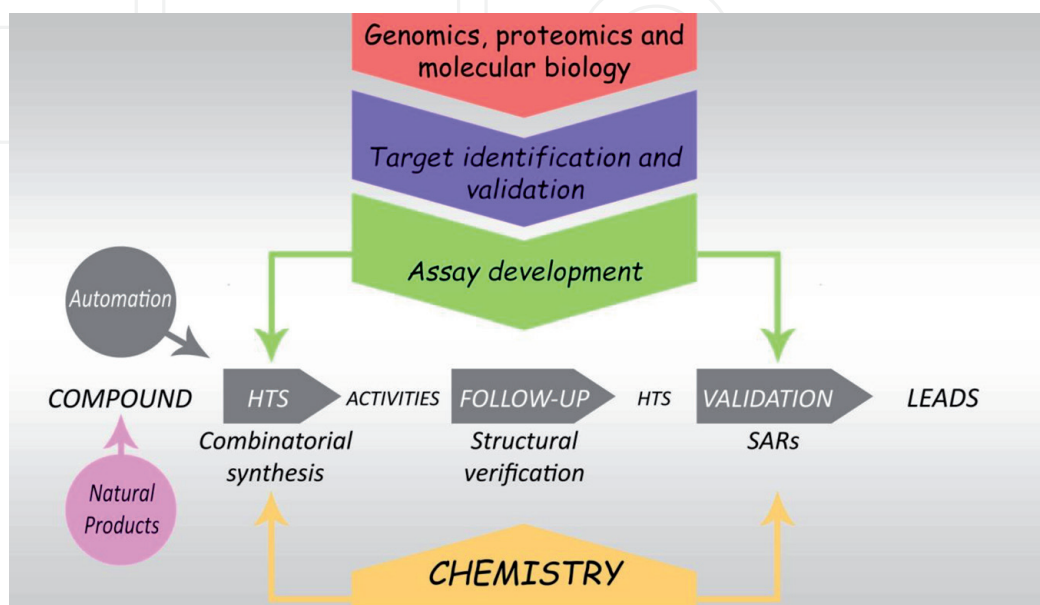 Genomics, proteomics and
molecular biology
Target identification and
validation
Assay development
Automation
COMPOUND
HTS
ACTIVITIES
FOLLOW-UP
HTS
VALIDATION
LEADS
Combinatorial
synthesis
Structural
verification
SARs
Natural
Products
CHEMISTRY